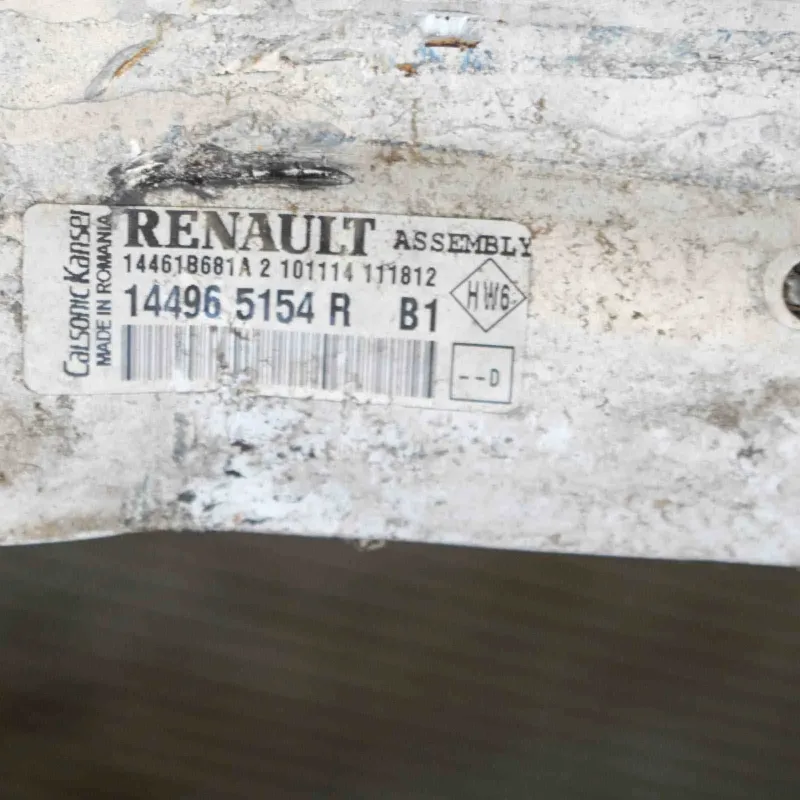 Calsonic Kansei
MADE IN ROMANIA
RENAULT ASSEMBLY
14461B681A 2 101114 111812
HW6
14496 5154 R B1
--D